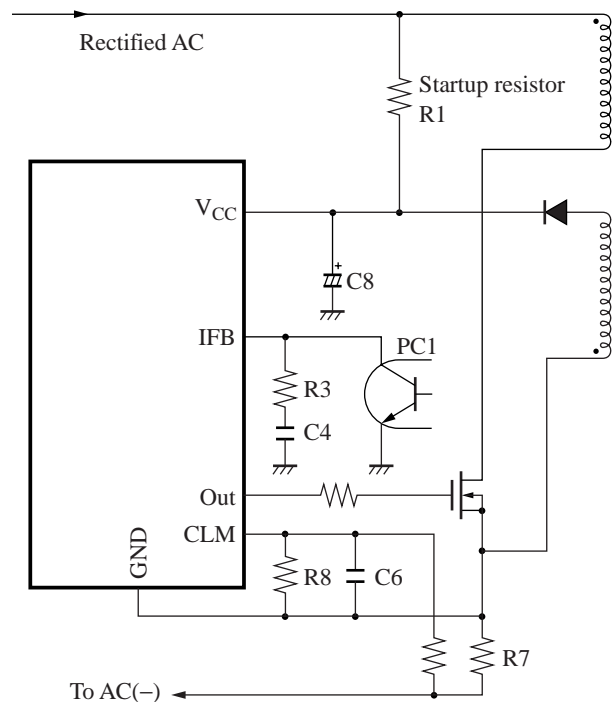 Rectified AC
Startup resistor
R1
VCC
+
C8
IFB
PC1
R3
C4
Out
CLM
GND
R8
C6
R7
To AC(−)